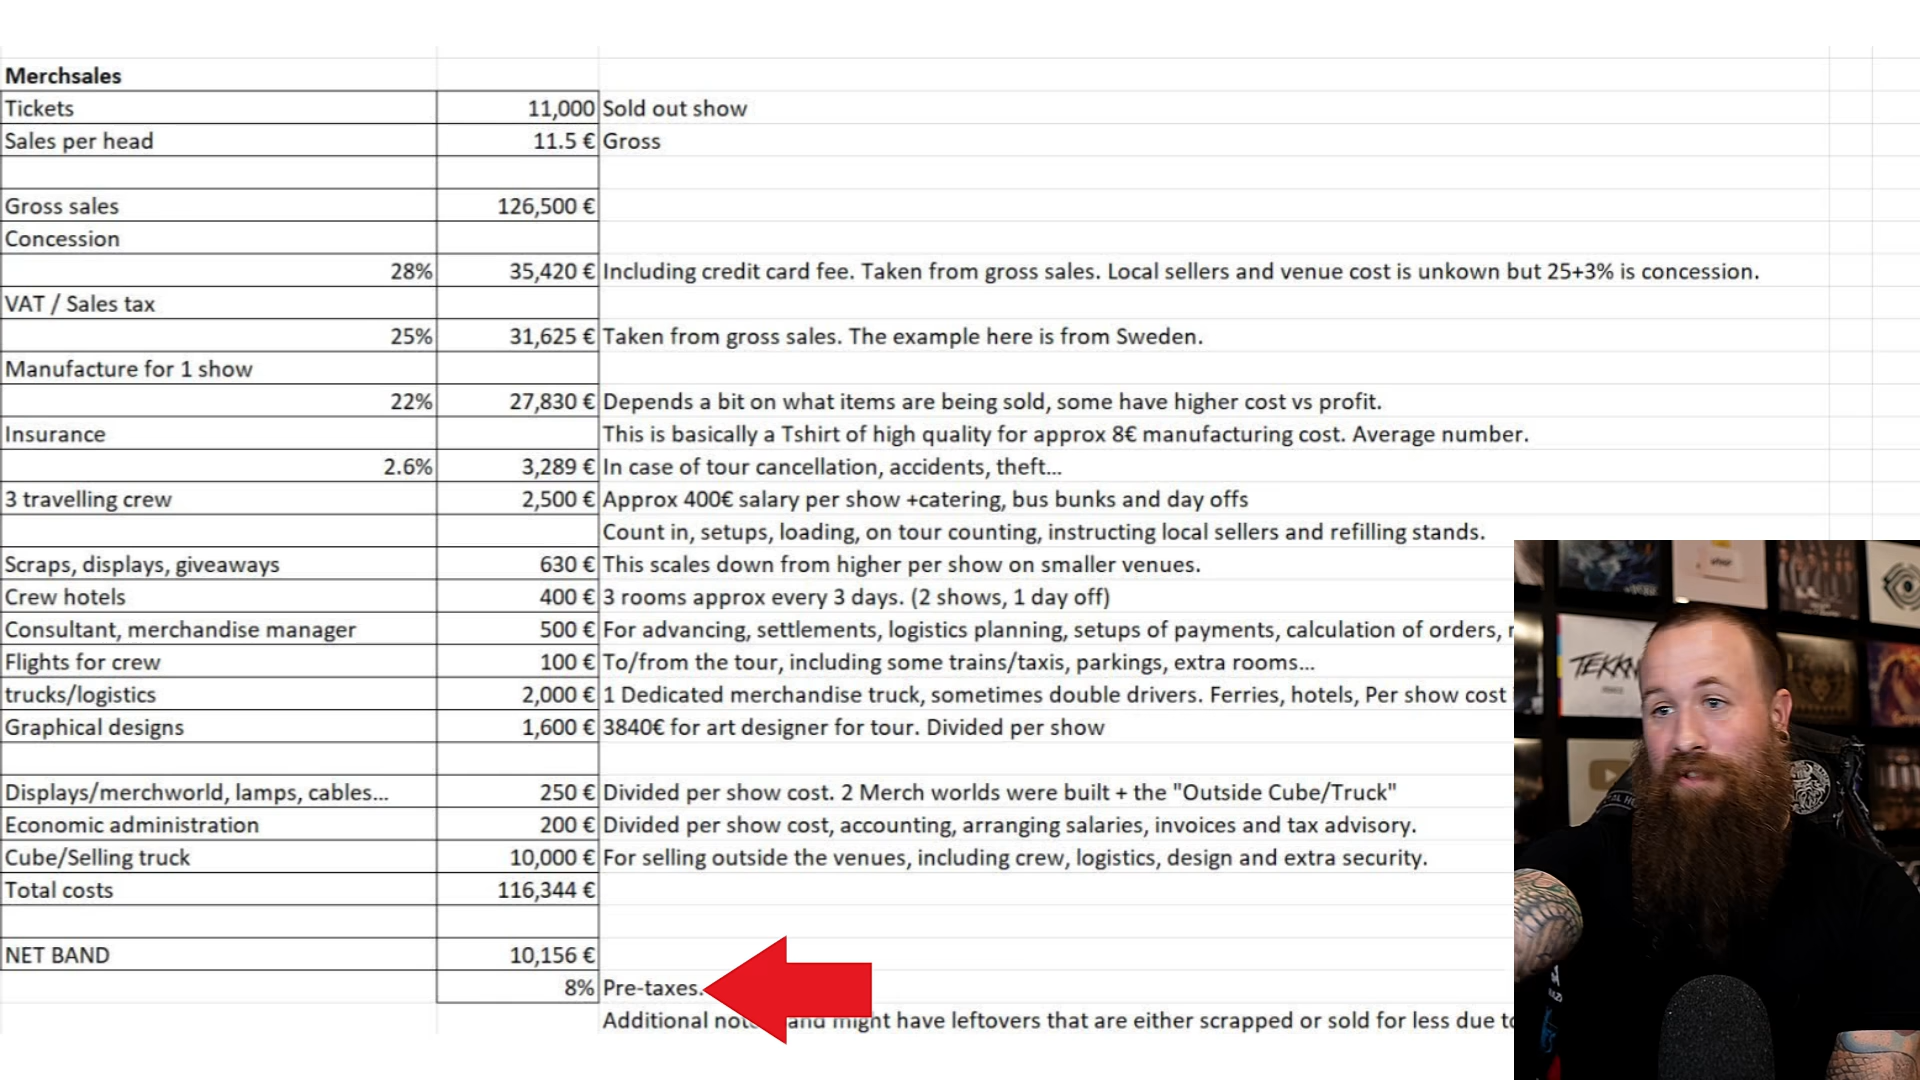 Merchsales
Tickets 11,000 Sold out show
Sales per head 11.5 € Gross
Gross sales 126,500 €
Concession
28% 35,420 € Including credit card fee. Taken from gross sales. Local sellers and venue cost is unkown but 25+3% is concession.
VAT / Sales tax
25% 31,625 € Taken from gross sales. The example here is from Sweden.
Manufacture for 1 show
22% 27,830 € Depends a bit on what items are being sold, some have higher cost vs profit.
Insurance This is basically a Tshirt of high quality for approx 8€ manufacturing cost. Average number.
2.6% 3,289 € In case of tour cancellation, accidents, theft...
3 travelling crew 2,500 € Approx 400€ salary per show +catering, bus bunks and day offs
Count in, setups, loading, on tour counting, instructing local sellers and refilling stands.
Scraps, displays, giveaways 630 € This scales down from higher per show on smaller venues.
Crew hotels 400 € 3 rooms approx every 3 days. (2 shows, 1 day off)
Consultant, merchandise manager 500 € For advancing, settlements, logistics planning, setups of payments, calculation of orders,
Flights for crew 100 € To/from the tour, including some trains/taxis, parkings, extra rooms...
trucks/logistics 2,000 € 1 Dedicated merchandise truck, sometimes double drivers. Ferries, hotels, Per show cost
Graphical designs 1,600 € 3840€ for art designer for tour. Divided per show
Displays/merchworld, lamps, cables... 250 € Divided per show cost. 2 Merch worlds were built + the "Outside Cube/Truck"
Economic administration 200 € Divided per show cost, accounting, arranging salaries, invoices and tax advisory.
Cube/Selling truck 10,000 € For selling outside the venues, including crew, logistics, design and extra security.
Total costs 116,344 €
NET BAND 10,156 €
8% Pre-taxes.
Additional might have leftovers that are either scrapped or sold for less due